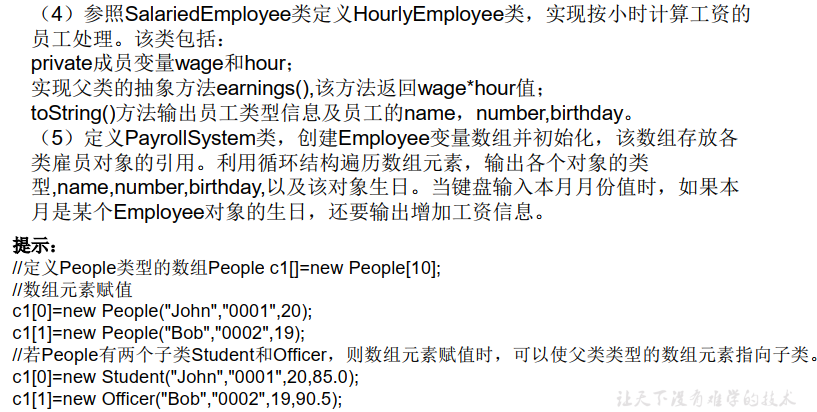 （4）参照SalariedEmployee类定义HourlyEmployee类，实现按小时计算工资的
员工处理。该类包括：
private成员变量wage和hour；
实现父类的抽象方法earnings(),该方法返回wage*hour值；
toString()方法输出员工类型信息及员工的name，number,birthday。
（5）定义PayrollSystem类，创建Employee变量数组并初始化，该数组存放各
类雇员对象的引用。利用循环结构遍历数组元素，输出各个对象的类
型,name,number,birthday,以及该对象生日。当键盘输入本月月份值时，如果本
月是某个Employee对象的生日，还要输出增加工资信息。
提示：
//定义People类型的数组People c1[]=new People[10];
//数组元素赋值
c1[0]=new People("John","0001",20);
c1[1]=new People("Bob","0002",19);
//若People有两个子类Student和Officer，则数组元素赋值时，可以使父类类型的数组元素指向子类。
c1[0]=new Student("John","0001",20,85.0);
c1[1]=new Officer("Bob","0002",19,90.5);
让天下没有难学的技术